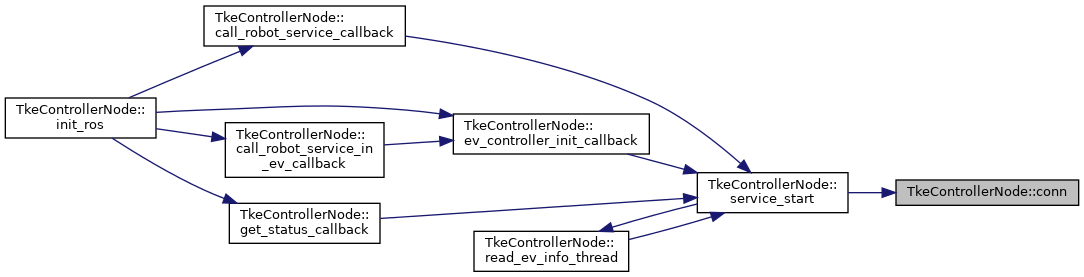 TkeControllerNode::
call_robot_service_callback
TkeControllerNode::
init_ros
TkeControllerNode::
ev_controller_init_callback
TkeControllerNode::
call_robot_service_in
_ev_callback
TkeControllerNode::
service_start
TkeControllerNode::conn
TkeControllerNode::
get_status_callback
TkeControllerNode::
read_ev_info_thread